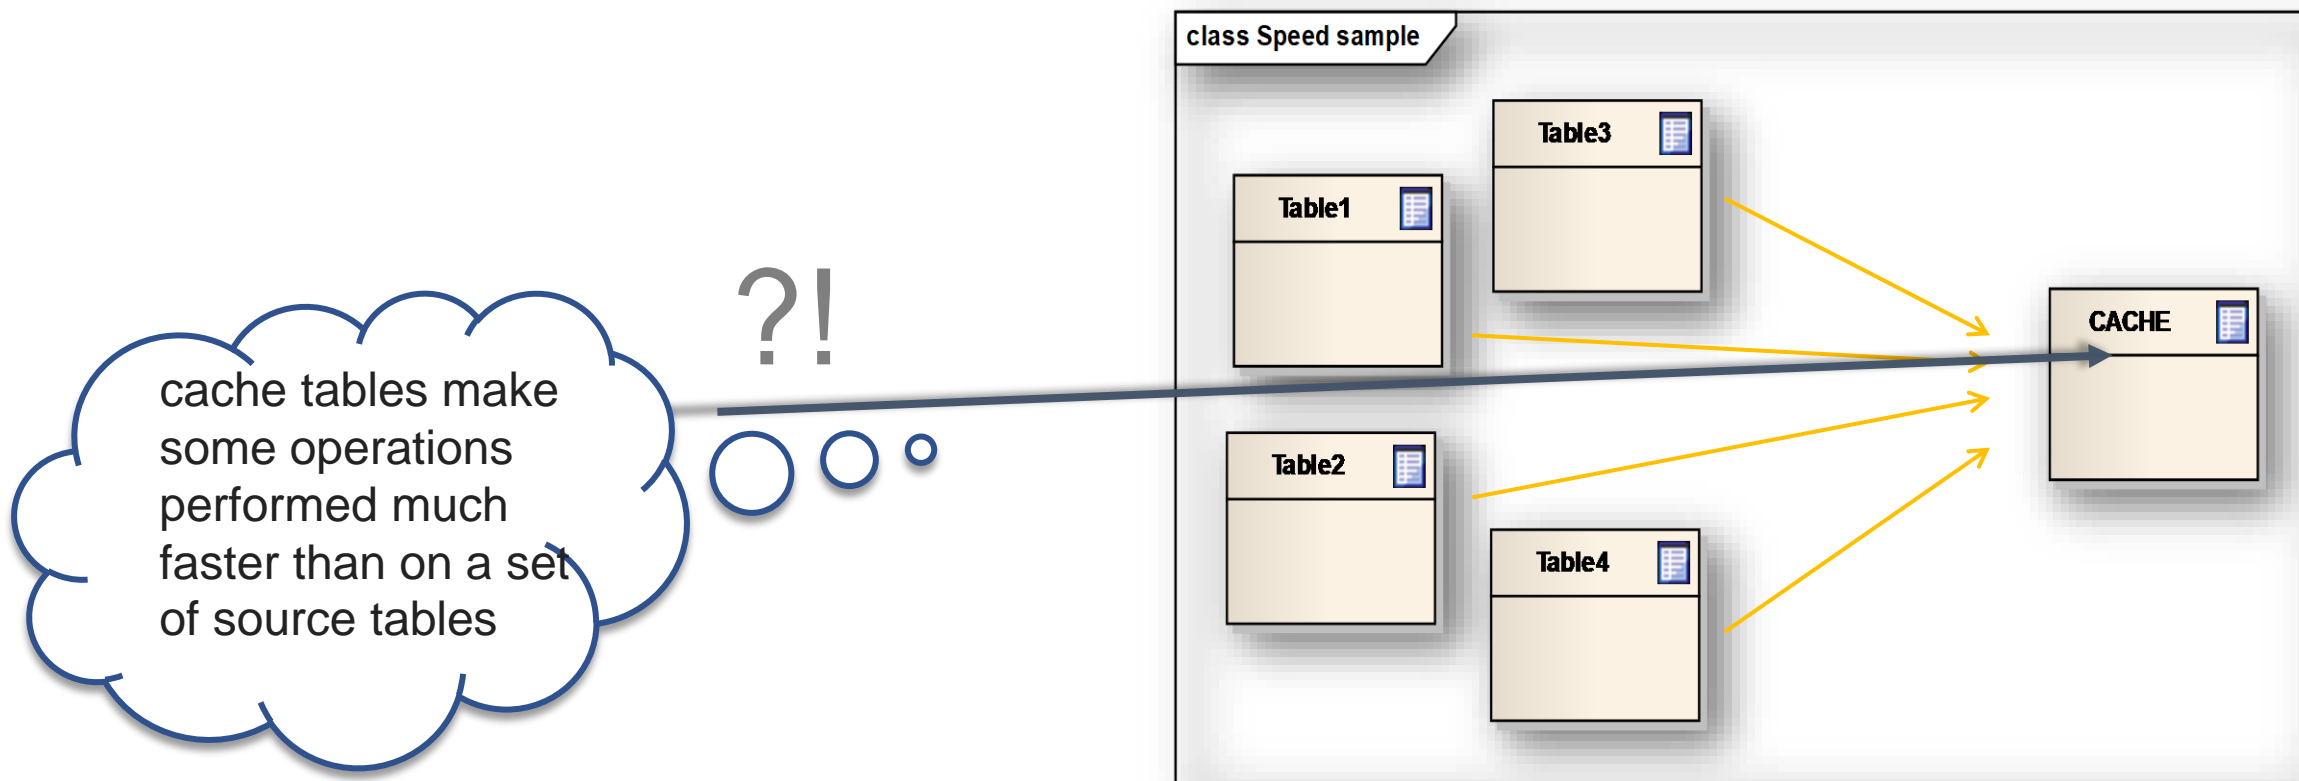 class Speed sample
Table3
Table1
?!
CACHE
cache tables make
some operations
performed much
faster than on a set
of source tables
Table2
Table4